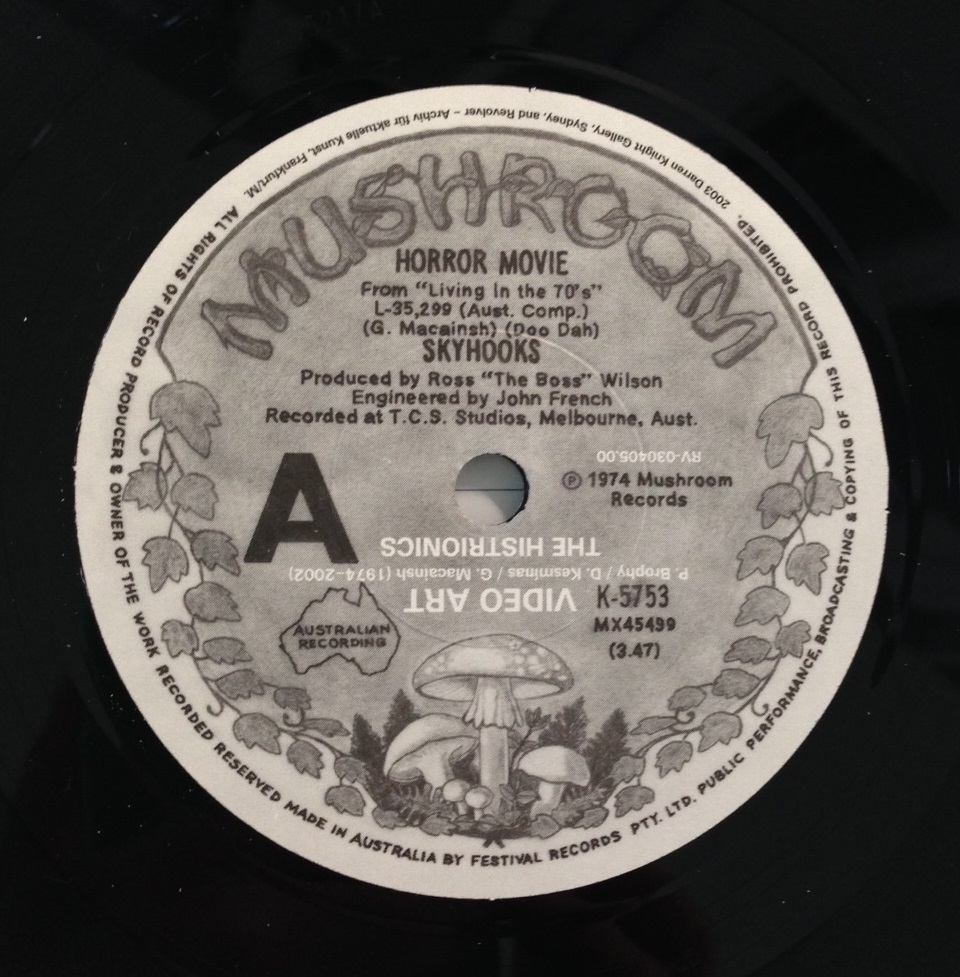 MUSHROOM
HORROR MOVIE
From "Living In the 70's"
L-35,299 (Aust. Comp.)
(G. Macainsh) (Doo Dah)
SKYHOOKS
Produced by Ross "The Boss" Wilson
Engineered by John French
Recorded at T.C.S. Studios, Melbourne, Aust.
A
Ⓟ 1974 Mushroom
Records
K-5753
MX45499
(3.47)
AUSTRALIAN
RECORDING
VIDEO ART
P. Brophy / D. Kesminas / G. Macainsh (1974–2002)
THE HISTRIONICS
RV-030405.00
ALL RIGHTS OF RECORD PRODUCER & OWNER OF THE WORK RECORDED RESERVED MADE IN AUSTRALIA BY FESTIVAL RECORDS PTY. LTD. PUBLIC PERFORMANCE, BROADCASTING & COPYING OF THIS RECORD PROHIBITED.
2003 Darren Knight Gallery, Sydney, and Revolver – Archiv für aktuelle Kunst, Frankfurt/M.